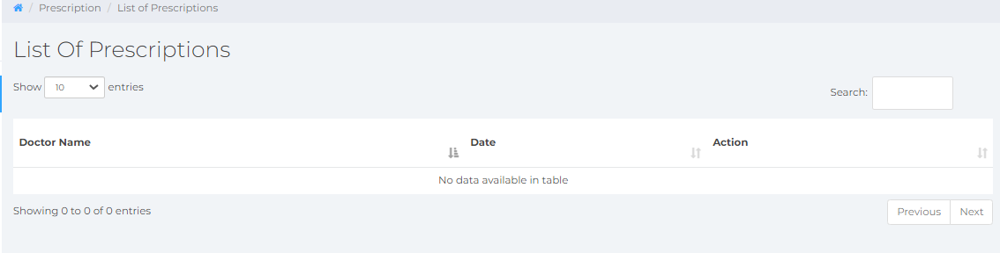 / Prescription / List of Prescriptions
List Of Prescriptions
Show 10 entries
Search:
Doctor Name Date Action
No data available in table
Showing 0 to 0 of 0 entries
Previous Next